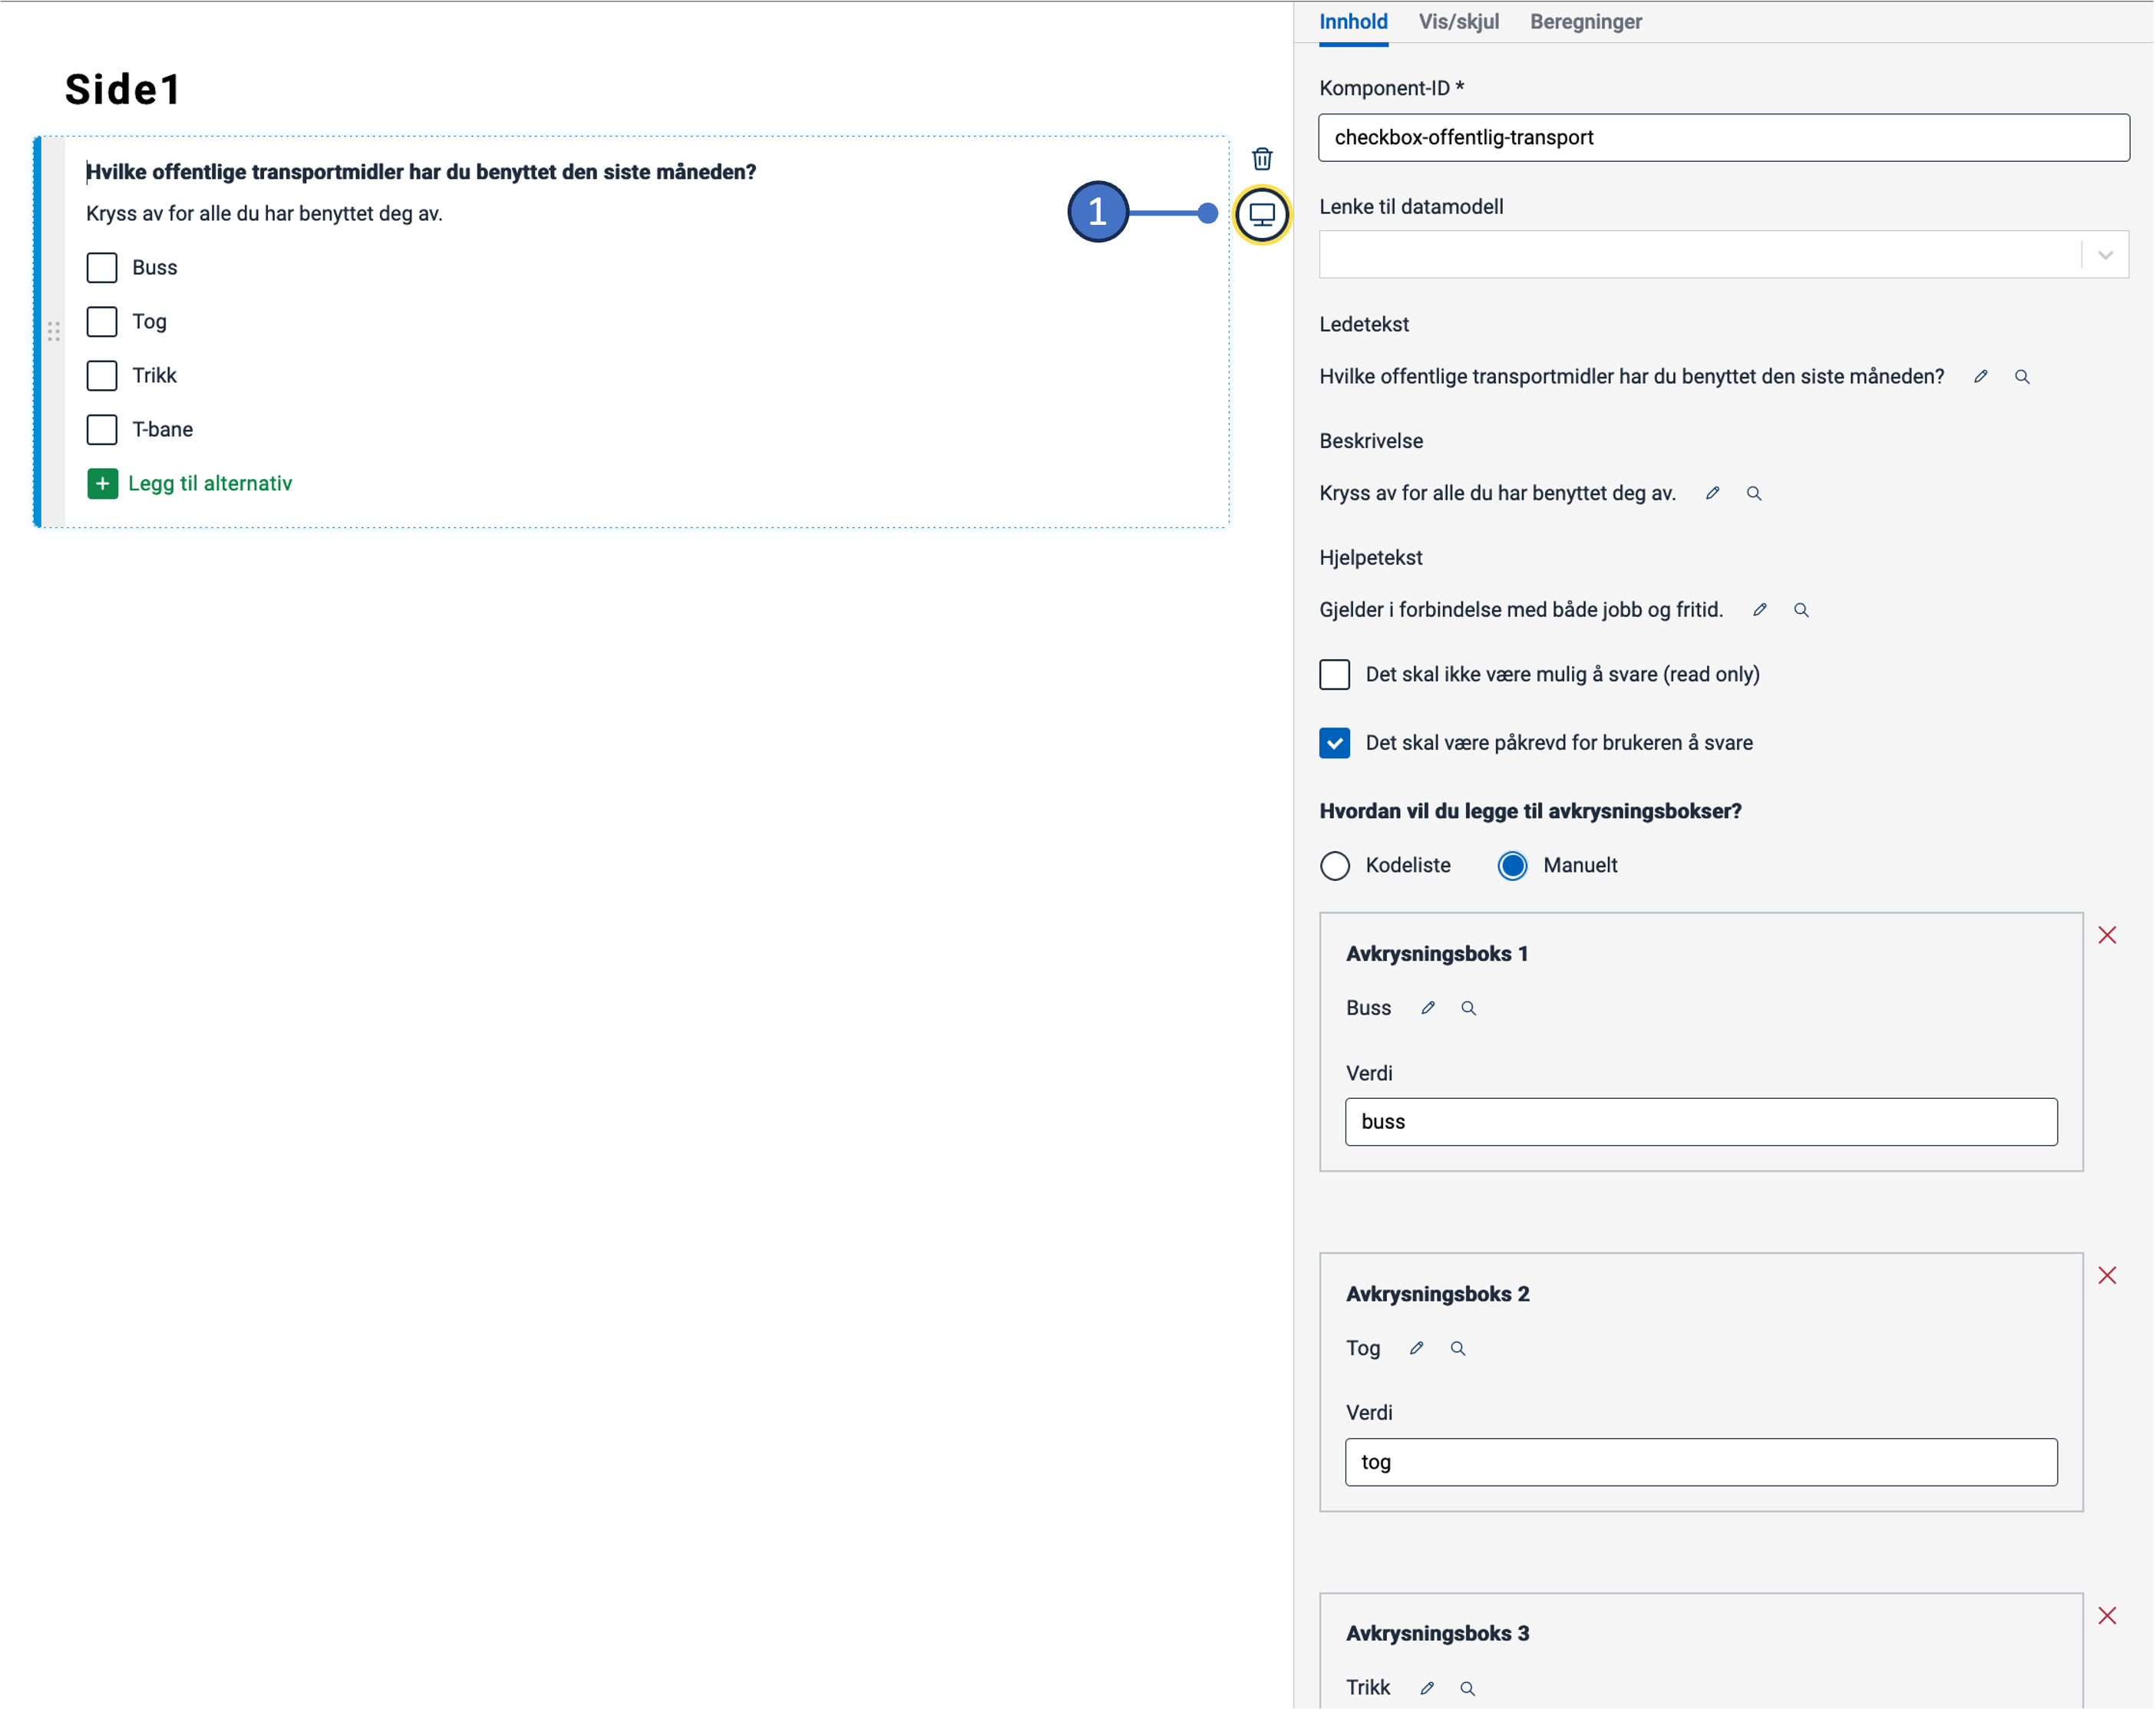 Side1
Hvilke offentlige transportmidler har du benyttet den siste måneden?
Kryss av for alle du har benyttet deg av.
1
Buss
Tog
Trikk
T-bane
+ Legg til alternativ
Innhold Vis/skjul Beregninger
Komponent-ID *
checkbox-offentlig-transport
Lenke til datamodell
Ledetekst
Hvilke offentlige transportmidler har du benyttet den siste måneden?
Beskrivelse
Kryss av for alle du har benyttet deg av.
Hjelpetekst
Gjelder i forbindelse med både jobb og fritid.
Det skal ikke være mulig å svare (read only)
Det skal være påkrevd for brukeren å svare
Hvordan vil du legge til avkrysningsbokser?
Kodeliste Manuelt
Avkrysningsboks 1
Buss
Verdi
buss
Avkrysningsboks 2
Tog
Verdi
tog
Avkrysningsboks 3
Trikk